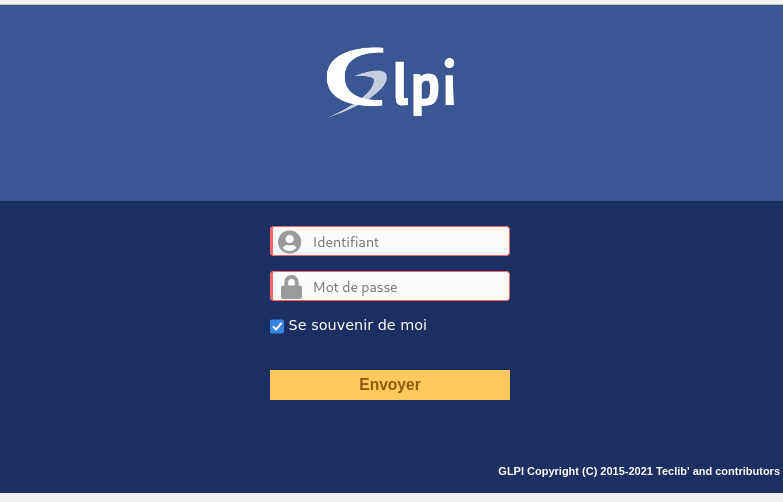 Glpi
Identifiant
Mot de passe
Se souvenir de moi
Envoyer
GLPI Copyright (C) 2015-2021 Teclib' and contributors